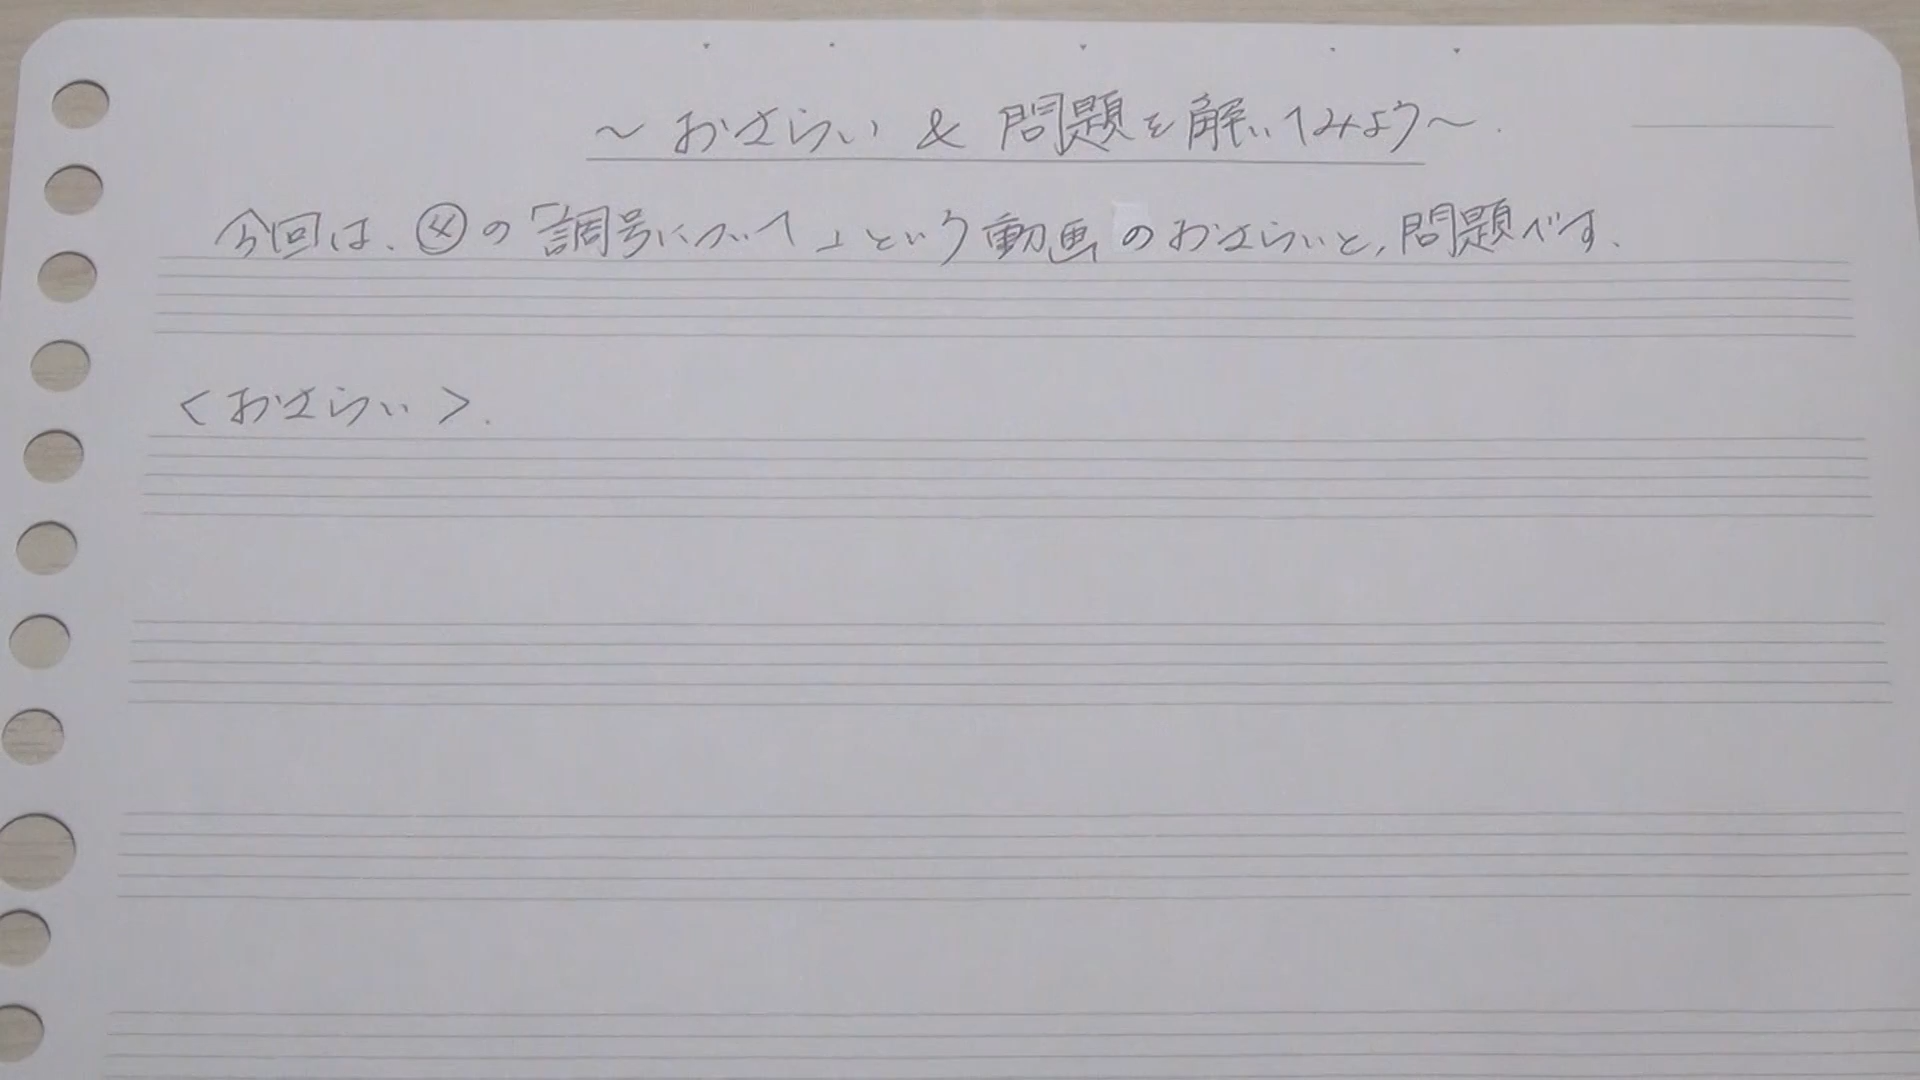 ～おさらい & 問題を解いてみよう～.
今回は、④の「調号について」という動画のおさらいと、問題です.
<おさらい>.